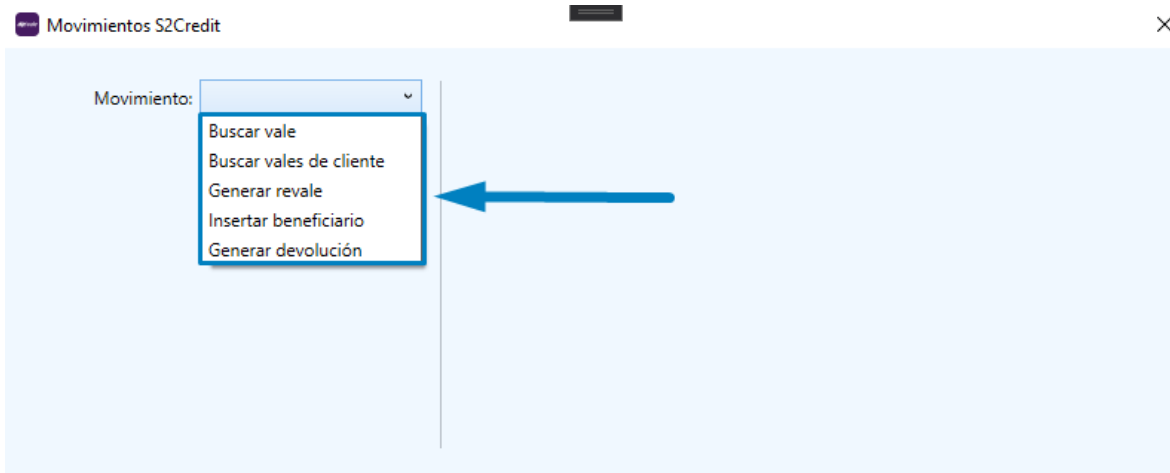 Movimientos S2Credit
Movimiento:
Buscar vale
Buscar vales de cliente
Generar revale
Insertar beneficiario
Generar devolución